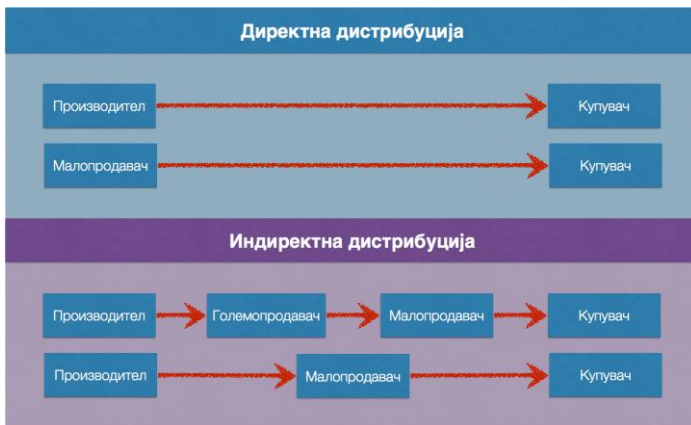 Директна дистрибуција
Производител Купувач
Малопродавач Купувач
Индиректна дистрибуција
Производител Големопродавач Малопродавач Купувач
Производител Малопродавач Купувач